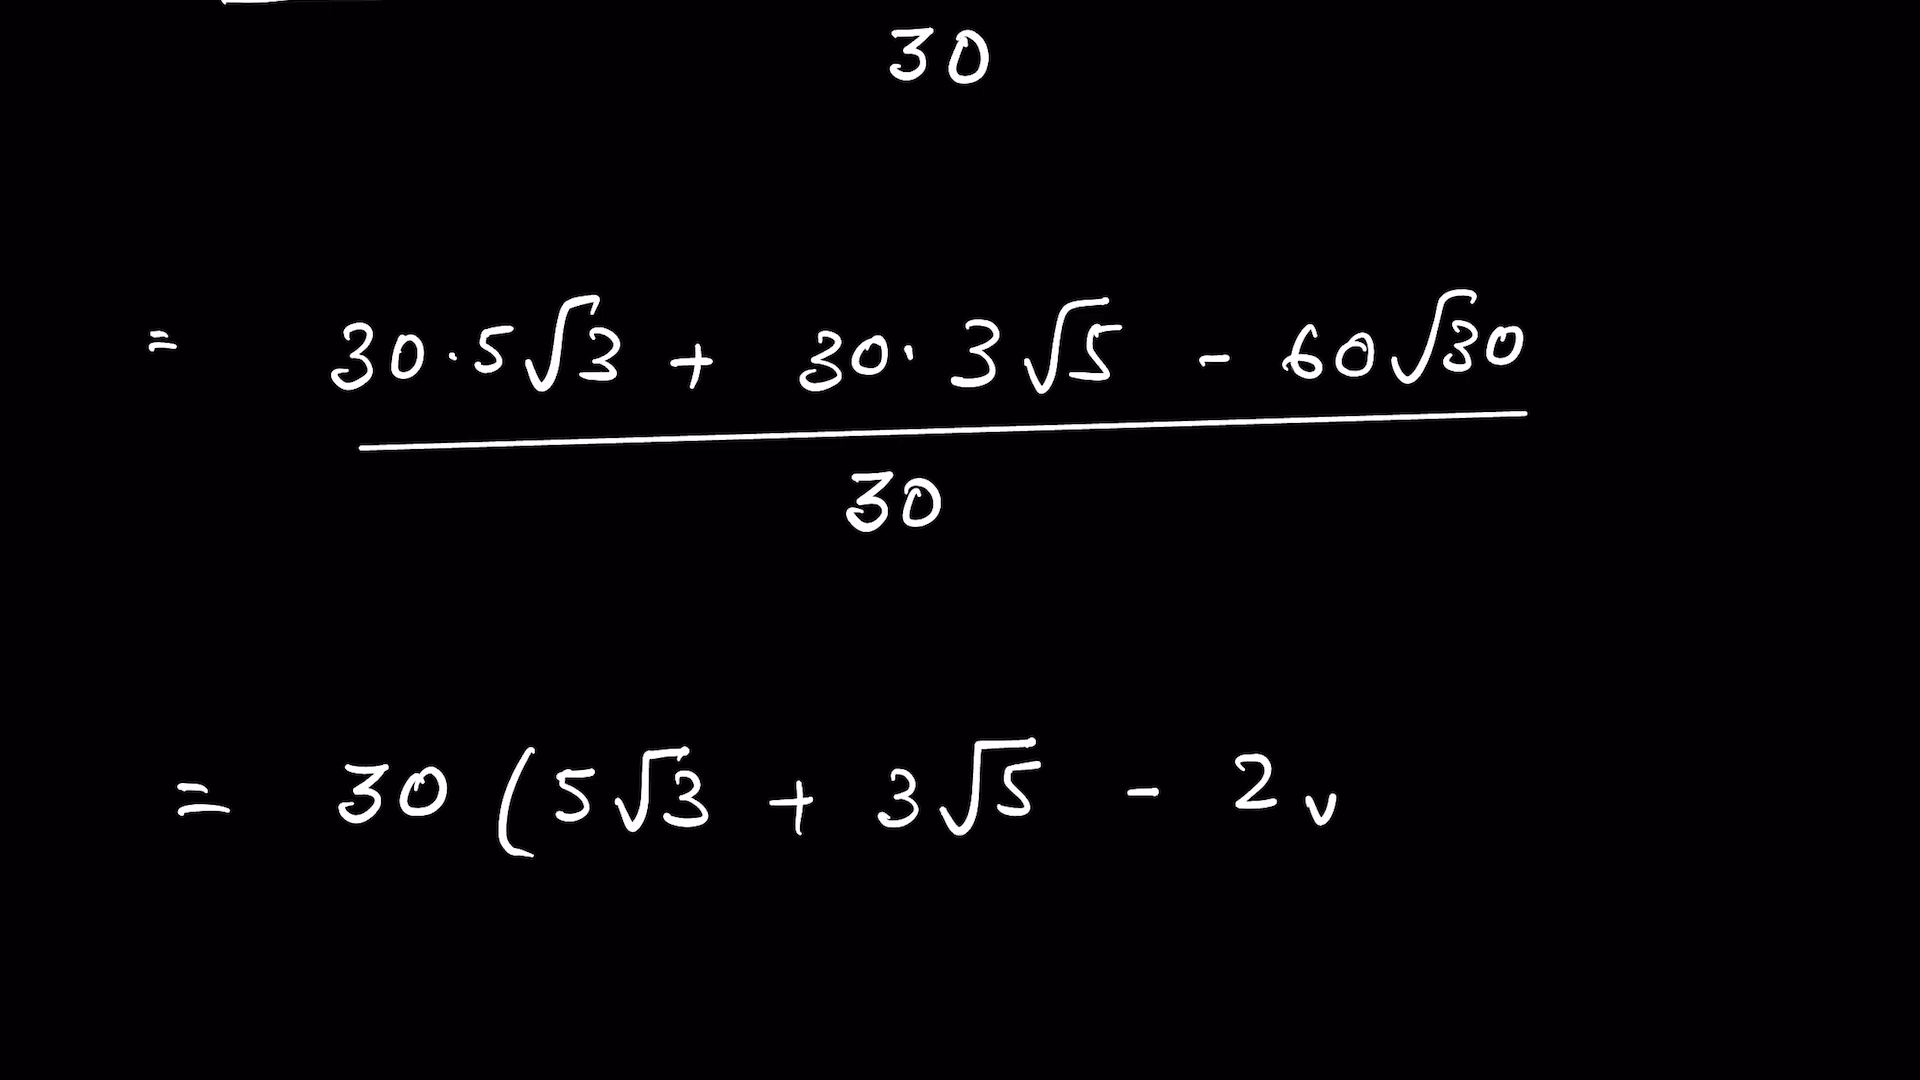 30
= 30·5√3 + 30·3√5 - 60√30
30
= 30 (5√3 + 3√5 - 2